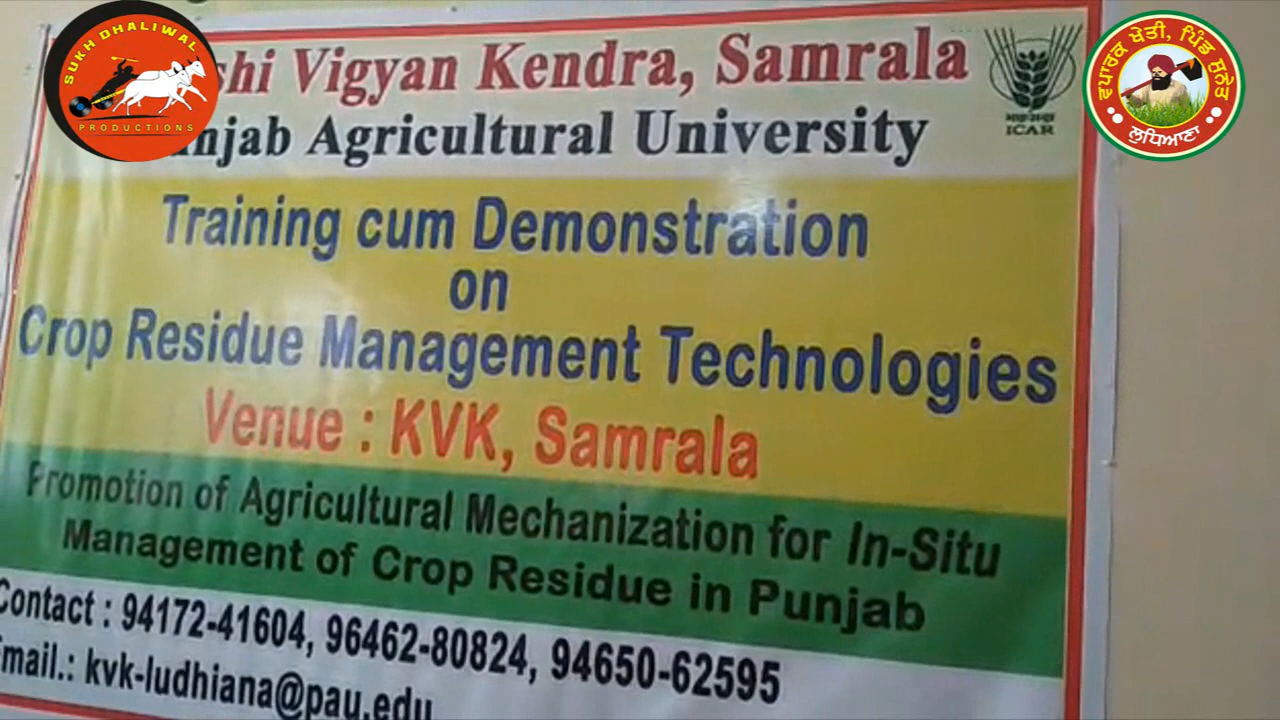 SUKH DHALIWAL
PRODUCTIONS
shi Vigyan Kendra, Samrala
njab Agricultural University
भाकृअनुप
ICAR
ਵਪਾਰਕ ਖੇਤੀ, ਪਿੰਡ ਸੁਨੇਤ
ਲੁਧਿਆਣਾ
Training cum Demonstration
on
Crop Residue Management Technologies
Venue : KVK, Samrala
Promotion of Agricultural Mechanization for In-Situ
Management of Crop Residue in Punjab
Contact : 94172-41604, 96462-80824, 94650-62595
Email.: kvk-ludhiana@pau.edu